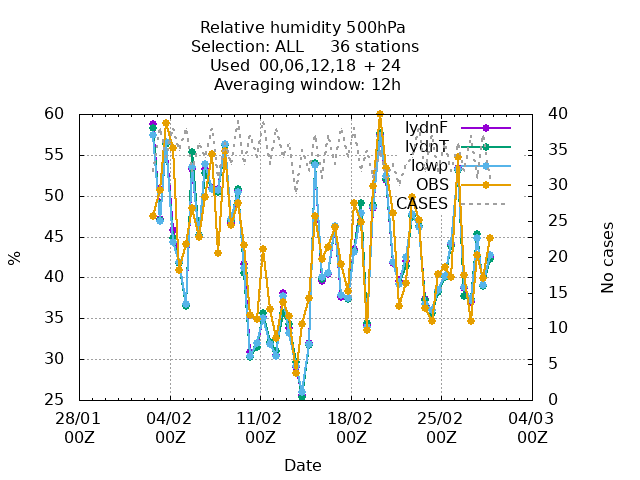 Relative humidity 500hPa
Selection: ALL 36 stations
Used 00,06,12,18 + 24
Averaging window: 12h
60
55
50
45
40
35
30
25
40
35
30
25
20
15
10
5
0
lydnF
lydnT
lowp
OBS
CASES
%
No cases
28/01 04/02 11/02 18/02 25/02 04/03
00Z 00Z 00Z 00Z 00Z 00Z
Date